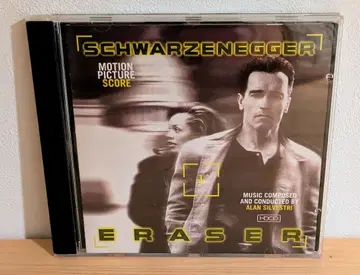 SCHWARZENEGGER
MOTION
PICTURE
SCORE
MUSIC COMPOSED
AND CONDUCTED BY
ALAN SILVESTRI
HDCD
ERASER